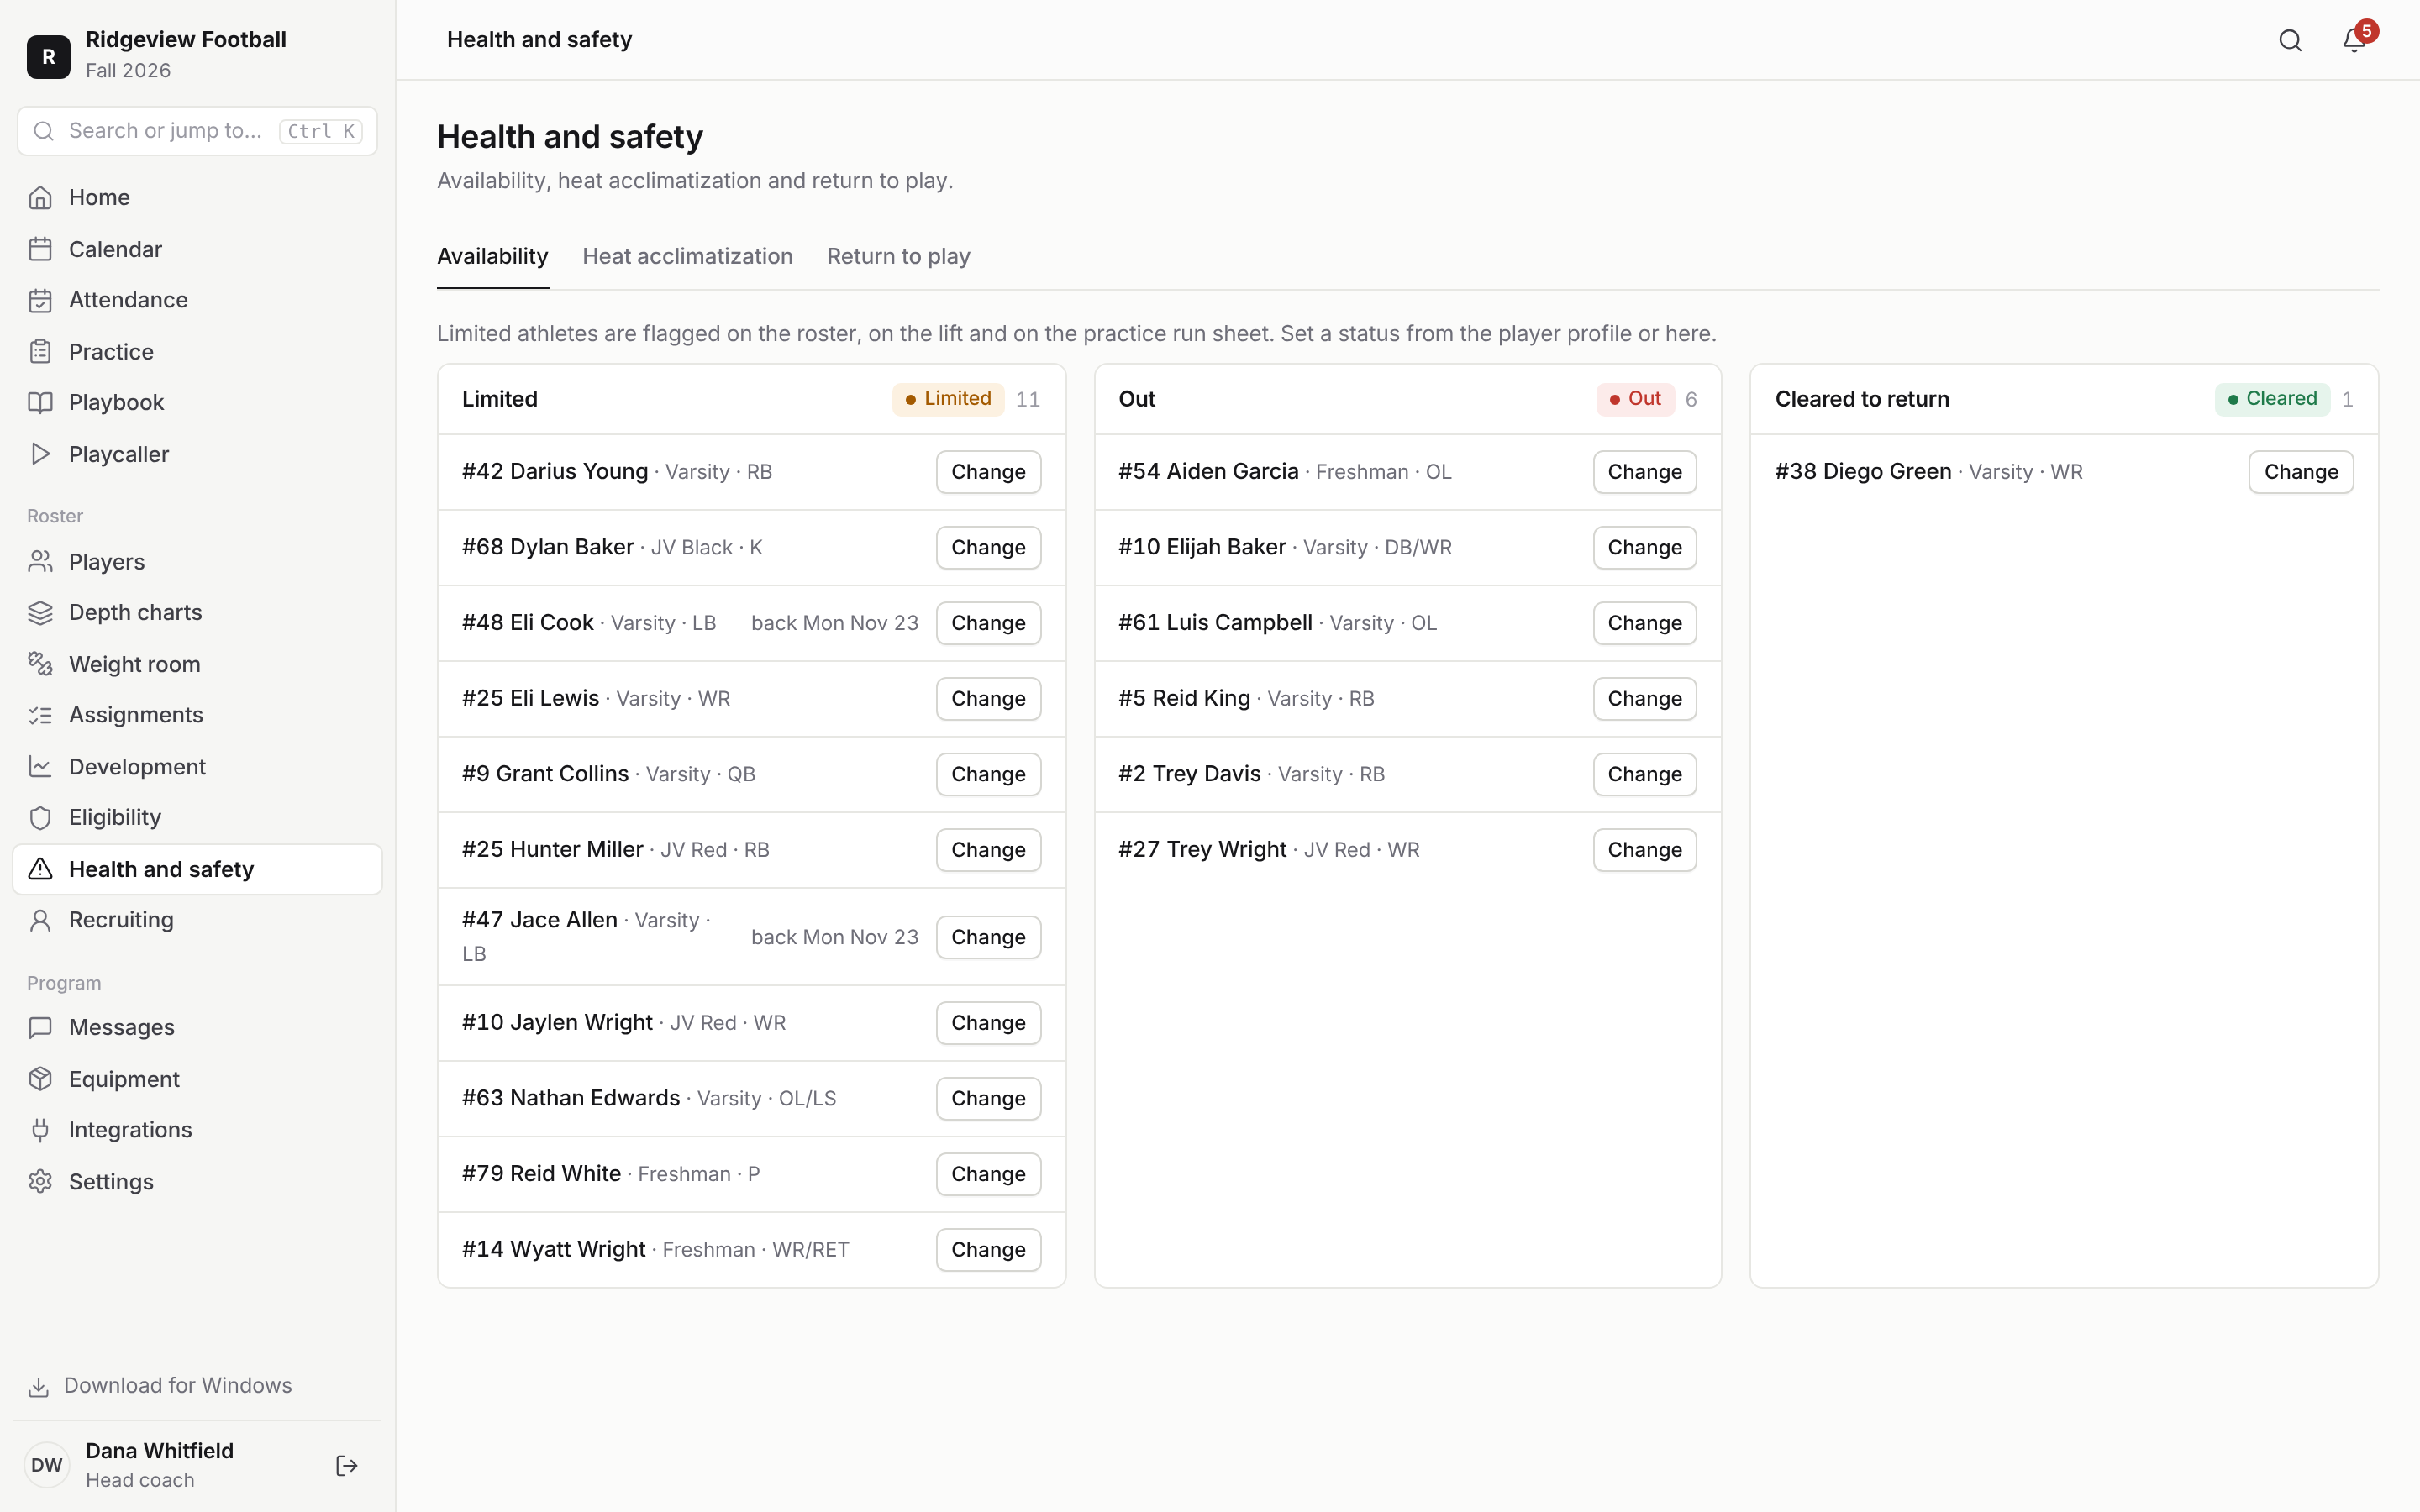 R
Ridgeview Football
Fall 2026
Search or jump to... Ctrl K
Home
Calendar
Attendance
Practice
Playbook
Playcaller
Roster
Players
Depth charts
Weight room
Assignments
Development
Eligibility
Health and safety
Recruiting
Program
Messages
Equipment
Integrations
Settings
Download for Windows
DW
Dana Whitfield
Head coach
Health and safety
5
Health and safety
Availability, heat acclimatization and return to play.
Availability Heat acclimatization Return to play
Limited athletes are flagged on the roster, on the lift and on the practice run sheet. Set a status from the player profile or here.
Limited Limited 11
#42 Darius Young · Varsity · RB Change
#68 Dylan Baker · JV Black · K Change
#48 Eli Cook · Varsity · LB back Mon Nov 23 Change
#25 Eli Lewis · Varsity · WR Change
#9 Grant Collins · Varsity · QB Change
#25 Hunter Miller · JV Red · RB Change
#47 Jace Allen · Varsity ·
LB
back Mon Nov 23 Change
#10 Jaylen Wright · JV Red · WR Change
#63 Nathan Edwards · Varsity · OL/LS Change
#79 Reid White · Freshman · P Change
#14 Wyatt Wright · Freshman · WR/RET Change
Out Out 6
#54 Aiden Garcia · Freshman · OL Change
#10 Elijah Baker · Varsity · DB/WR Change
#61 Luis Campbell · Varsity · OL Change
#5 Reid King · Varsity · RB Change
#2 Trey Davis · Varsity · RB Change
#27 Trey Wright · JV Red · WR Change
Cleared to return Cleared 1
#38 Diego Green · Varsity · WR Change